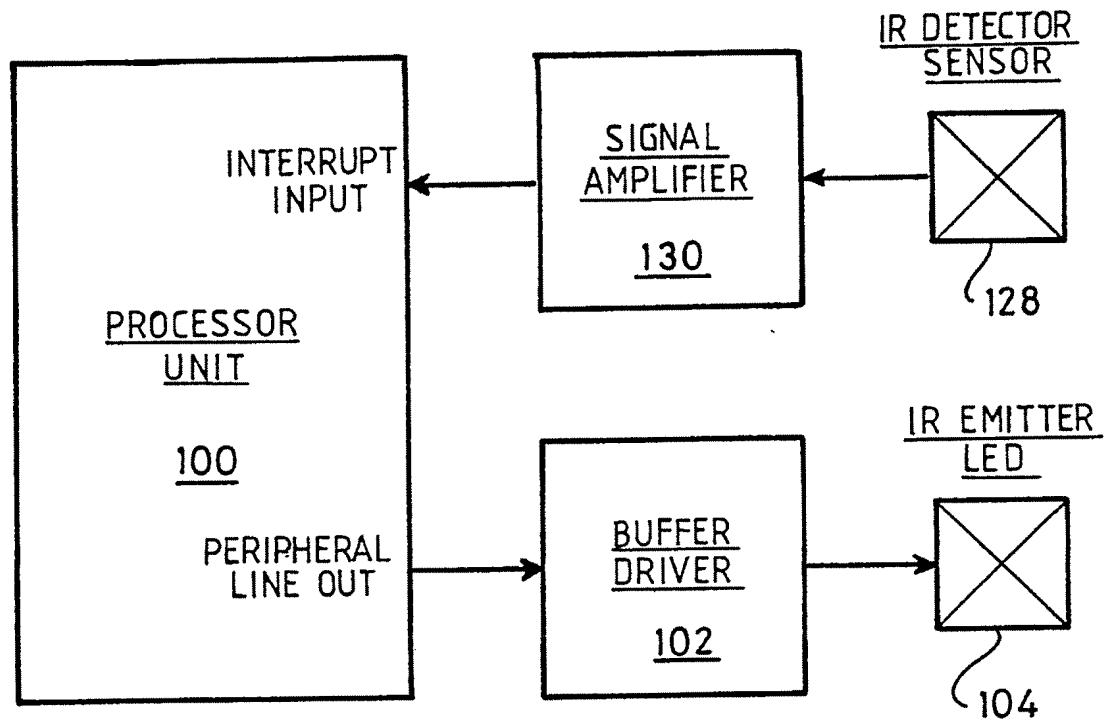 IR DETECTOR
SENSOR
128
SIGNAL
AMPLIFIER
130
INTERRUPT
INPUT
PROCESSOR
UNIT
100
PERIPHERAL
LINE OUT
BUFFER
DRIVER
102
IR EMITTER
LED
104